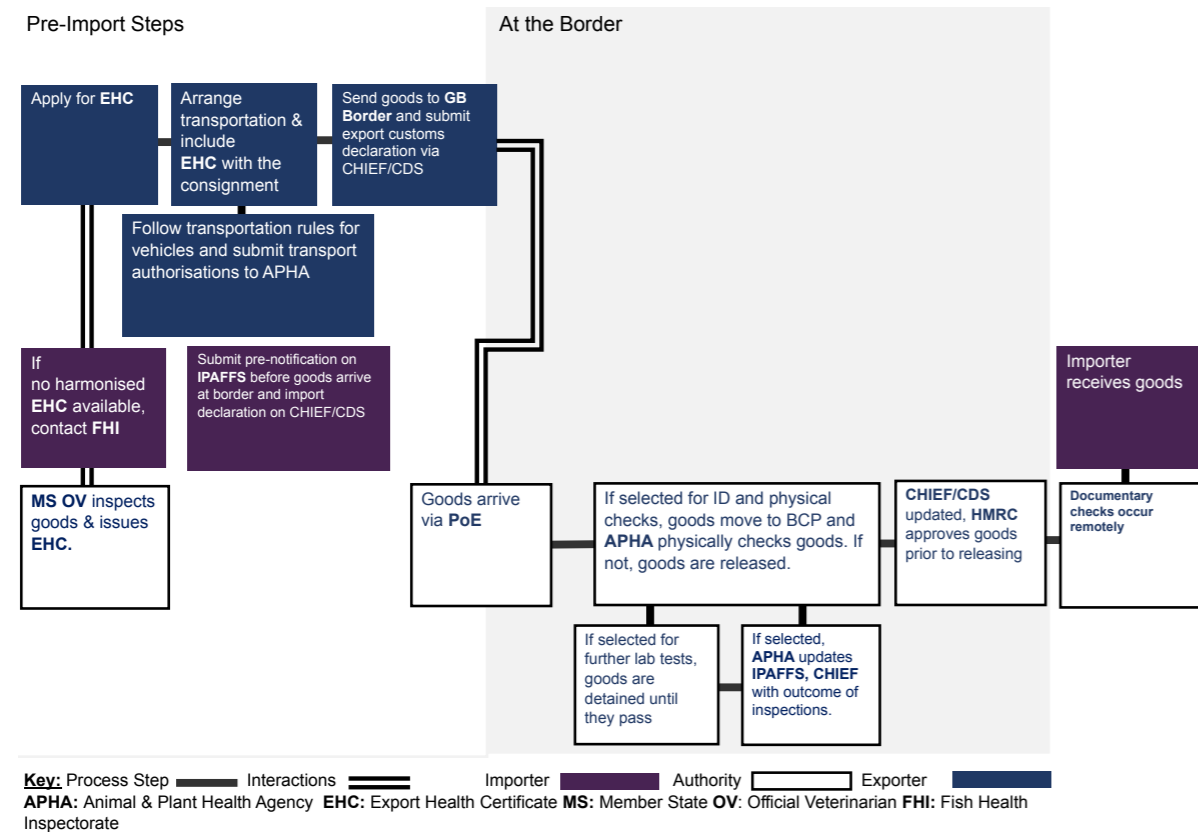 Pre-Import Steps
At the Border
Apply for EHC
Arrange
transportation &
include
EHC with the
consignment
Send goods to GB
Border and submit
export customs
declaration via
CHIEF/CDS
Follow transportation rules for
vehicles and submit transport
authorisations to APHA
If
no harmonised
EHC available,
contact FHI
Submit pre-notification on
IPAFFS before goods arrive
at border and import
declaration on CHIEF/CDS
Importer
receives goods
MS OV inspects
goods & issues
EHC.
Goods arrive
via PoE
If selected for ID and physical
checks, goods move to BCP and
APHA physically checks goods. If
not, goods are released.
CHIEF/CDS
updated, HMRC
approves goods
prior to releasing
Documentary
checks occur
remotely
If selected for
further lab tests,
goods are
detained until
they pass
If selected,
APHA updates
IPAFFS, CHIEF
with outcome of
inspections.
Key: Process Step Interactions Importer Authority Exporter
APHA: Animal & Plant Health Agency EHC: Export Health Certificate MS: Member State OV: Official Veterinarian FHI: Fish Health
Inspectorate